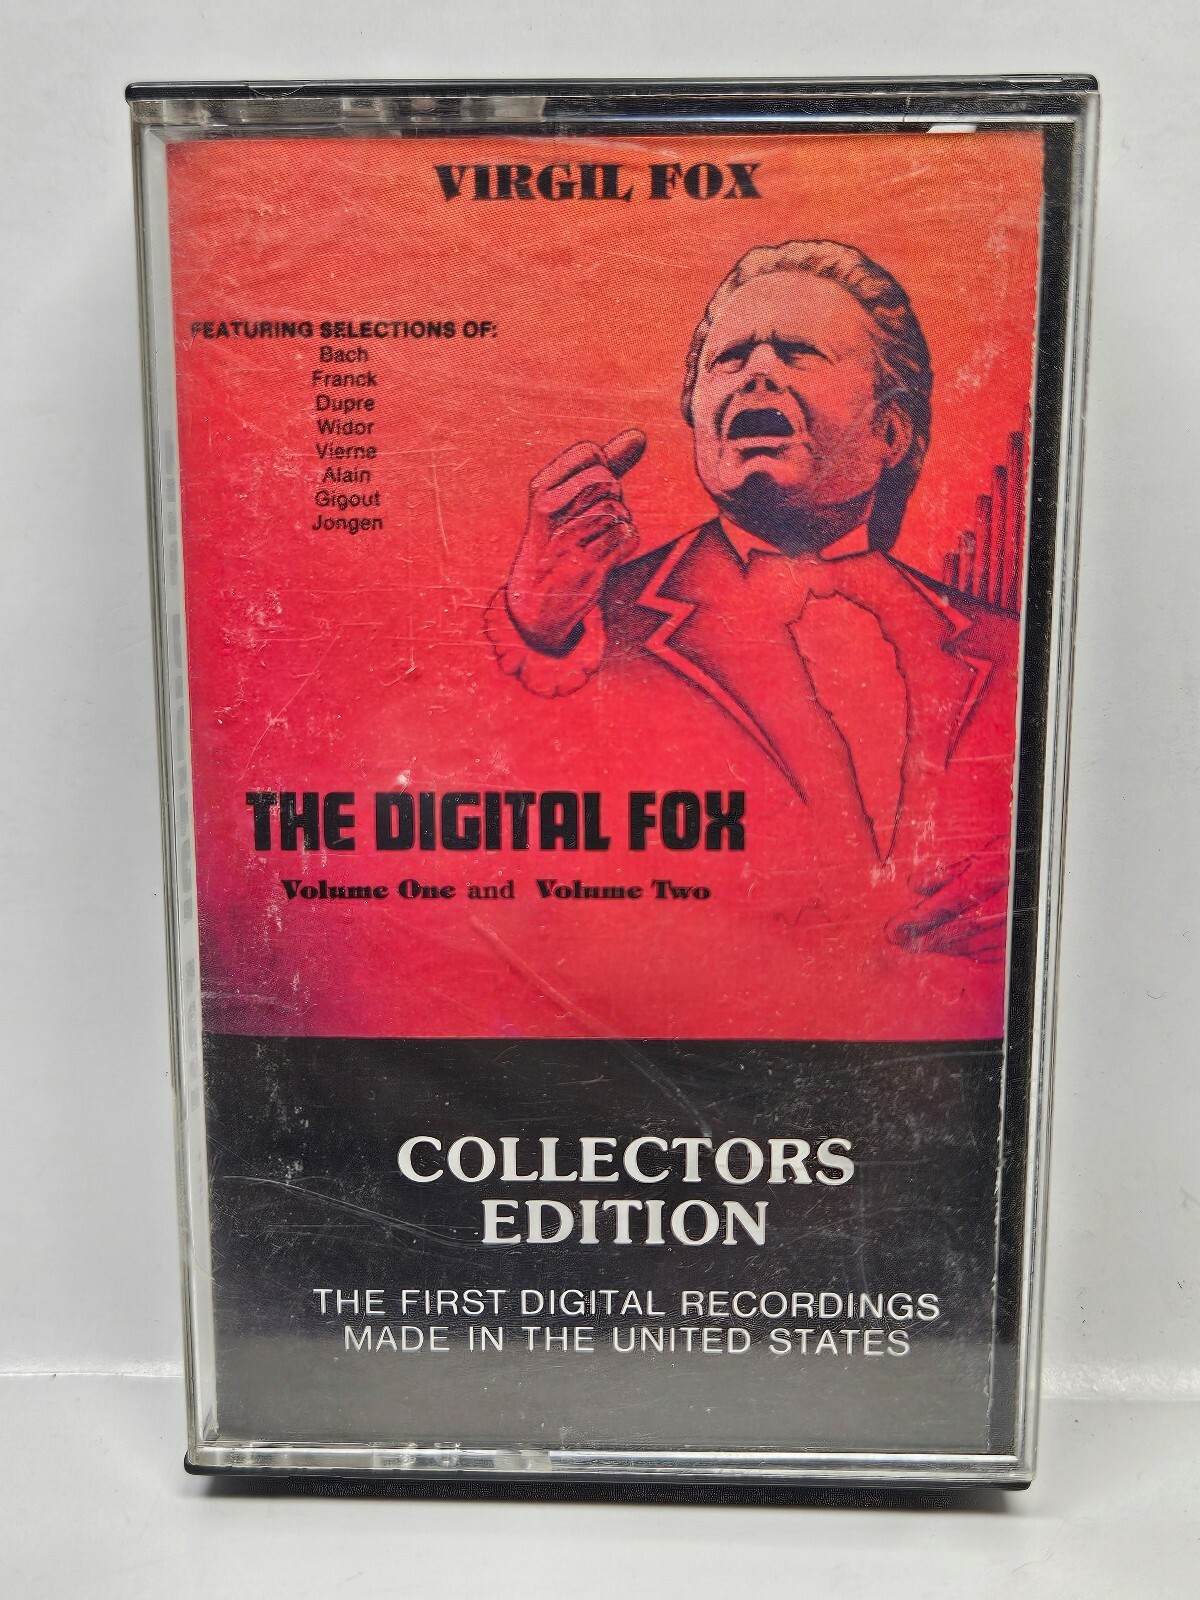 VIRGIL FOX
FEATURING SELECTIONS OF:
Bach
Franck
Dupre
Widor
Vierne
Alain
Gigout
Jongen
THE DIGITAL FOX
Volume One and Volume Two
COLLECTORS
EDITION
THE FIRST DIGITAL RECORDINGS
MADE IN THE UNITED STATES